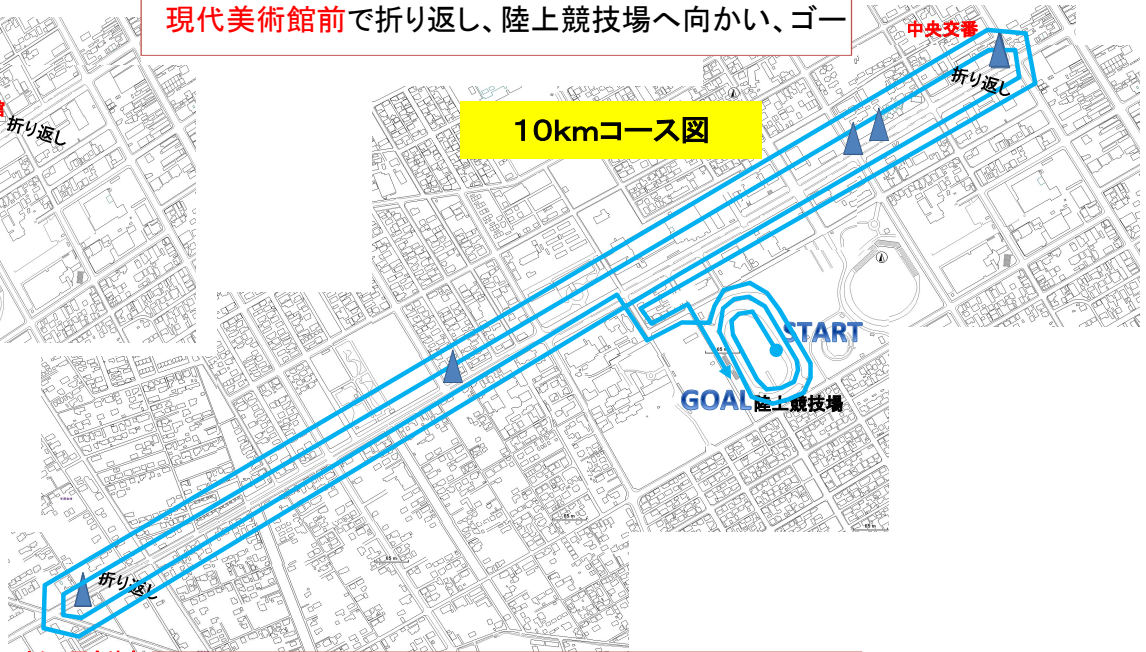 現代美術館前で折り返し、陸上競技場へ向かい、ゴー
中央交番
折り返し
館
折り返し
10kmコース図
START
GOAL
陸上競技場
折り返し